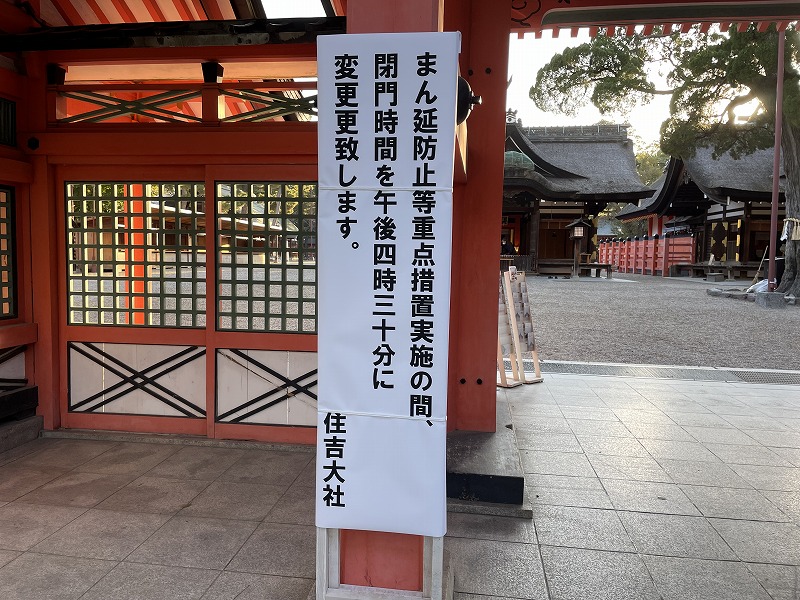 まん延防止等重点措置実施の間、
閉門時間を午後四時三十分に
変更更致します。
住吉大社